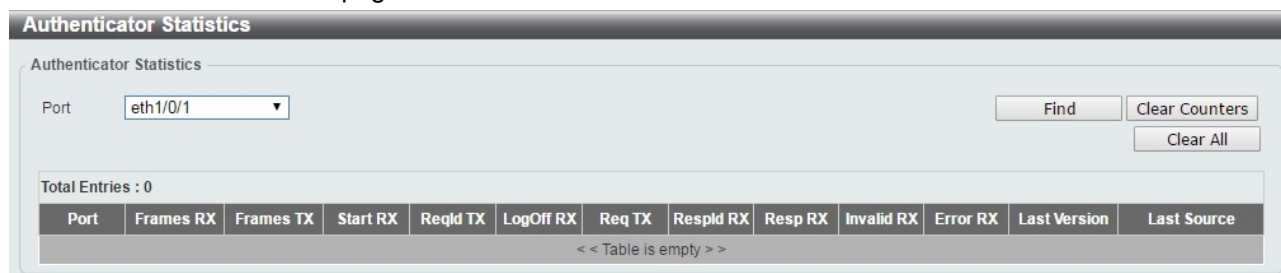 Authenticator Statistics
Authenticator Statistics
Port eth1/0/1 Find Clear Counters
Clear All
Total Entries : 0
Port Frames RX Frames TX Start RX ReqId TX LogOff RX Req TX RespId RX Resp RX Invalid RX Error RX Last Version Last Source
< < Table is empty > >